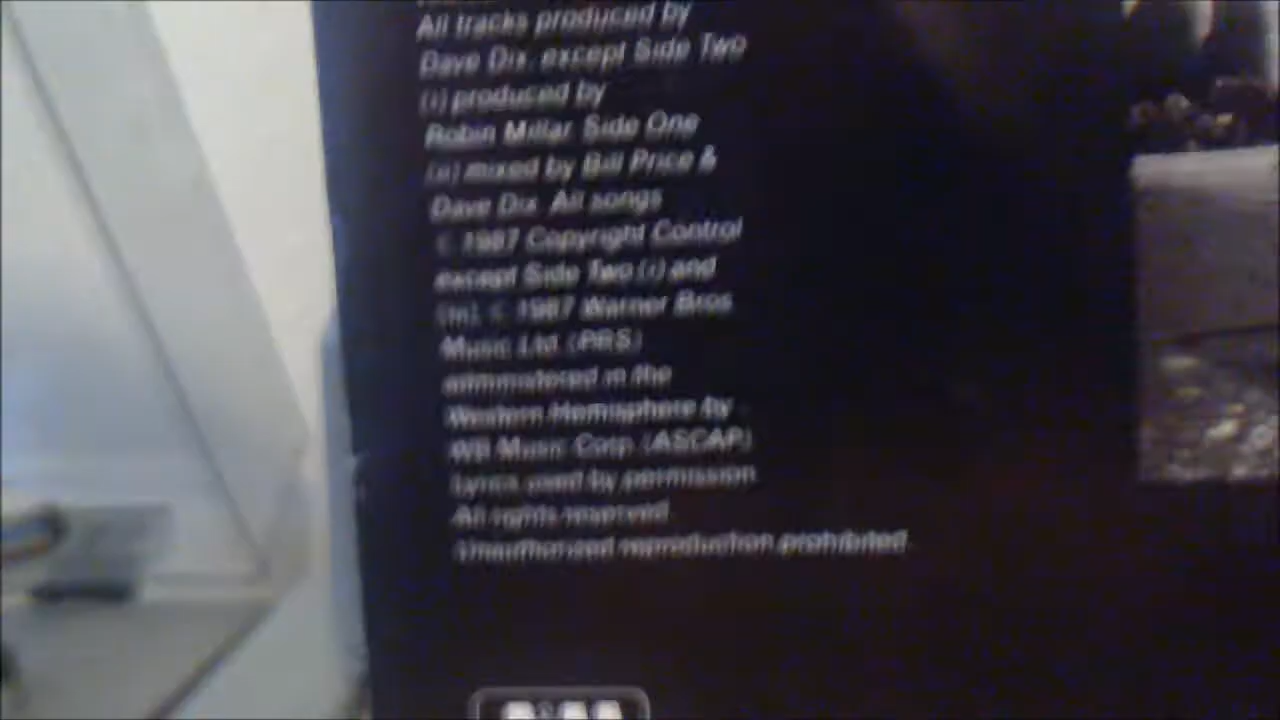 All tracks produced by
Dave Dix, except Side Two
(i) produced by
Robin Millar. Side One
mixed by Bill Price &
Dave Dix. All songs
© 1987 Copyright Control
except Side Two (i) and
(iii), © 1987 Warner Bros
Music Ltd. (PRS)
administered in the
Western Hemisphere by
WB Music Corp. (ASCAP)
Lyrics used by permission
All rights reserved.
Unauthorised reproduction prohibited.